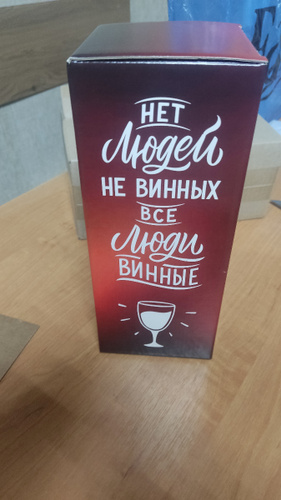 НЕТ
Людей
НЕ ВИННЫХ
ВСЕ
Люди
ВИННЫЕ